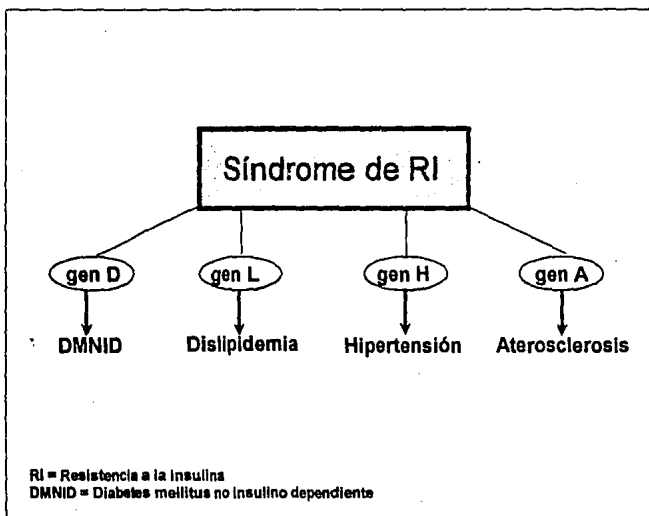 Síndrome de RI
gen D gen L gen H gen A
DMNID Dislipidemia Hipertensión Aterosclerosis
RI = Resistencia a la insulina
DMNID = Diabetes mellitus no insulino dependiente